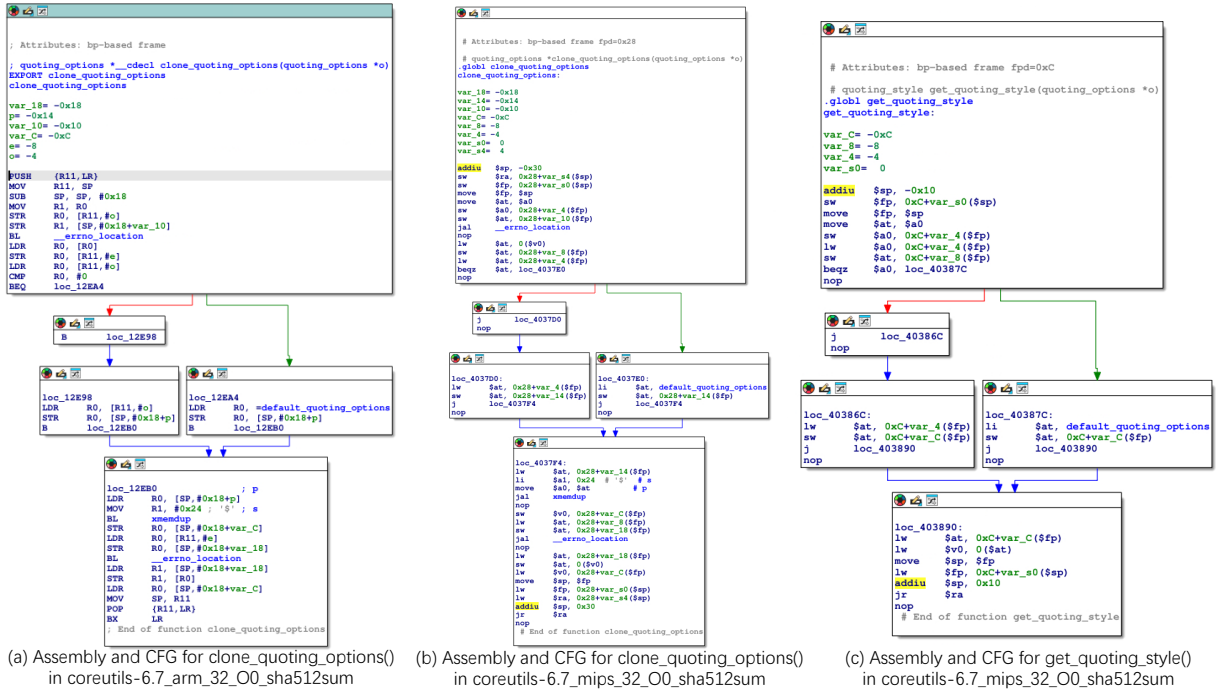 ; Attributes: bp-based frame
; quoting_options *__cdecl clone_quoting_options(quoting_options *o)
EXPORT clone_quoting_options
clone_quoting_options
var_18= -0x18
p= -0x14
var_10= -0x10
var_C= -0xC
e= -8
o= -4
PUSH {R11,LR}
MOV R11, SP
SUB SP, SP, #0x18
MOV R1, R0
STR R0, [R11,#o]
STR R1, [SP,#0x18+var_10]
BL __errno_location
LDR R0, [R0]
STR R0, [R11,#e]
LDR R0, [R11,#o]
CMP R0, #0
BEQ loc_12EA4
B loc_12E98
loc_12E98
LDR R0, [R11,#o]
STR R0, [SP,#0x18+p]
B loc_12EB0
loc_12EA4
LDR R0, =default_quoting_options
STR R0, [SP,#0x18+p]
B loc_12EB0
loc_12EB0 ; p
LDR R0, [SP,#0x18+p]
MOV R1, #0x24 ; '$' ; s
BL xmemdup
STR R0, [SP,#0x18+var_C]
LDR R0, [R11,#e]
STR R0, [SP,#0x18+var_18]
BL __errno_location
LDR R1, [SP,#0x18+var_18]
STR R1, [R0]
LDR R0, [SP,#0x18+var_C]
MOV SP, R11
POP {R11,LR}
BX LR
; End of function clone_quoting_options
(a) Assembly and CFG for clone_quoting_options()
in coreutils-6.7_arm_32_O0_sha512sum
# Attributes: bp-based frame fpd=0x28
# quoting_options *clone_quoting_options(quoting_options *o)
.globl clone_quoting_options
clone_quoting_options:
var_18= -0x18
var_14= -0x14
var_10= -0x10
var_C= -0xC
var_8= -8
var_4= -4
var_s0= 0
var_s4= 4
addiu $sp, -0x30
sw $ra, 0x28+var_s4($sp)
sw $fp, 0x28+var_s0($sp)
move $fp, $sp
move $at, $a0
sw $a0, 0x28+var_4($fp)
sw $at, 0x28+var_10($fp)
jal __errno_location
nop
lw $at, 0($v0)
sw $at, 0x28+var_8($fp)
lw $at, 0x28+var_4($fp)
beqz $at, loc_4037E0
nop
j loc_4037D0
nop
loc_4037D0:
lw $at, 0x28+var_4($fp)
sw $at, 0x28+var_14($fp)
j loc_4037F4
nop
loc_4037E0:
li $at, default_quoting_options
sw $at, 0x28+var_14($fp)
j loc_4037F4
nop
loc_4037F4:
lw $at, 0x28+var_14($fp)
li $a1, 0x24 # '$' # s
move $a0, $at # p
jal xmemdup
nop
sw $v0, 0x28+var_C($fp)
lw $at, 0x28+var_8($fp)
sw $at, 0x28+var_18($fp)
jal __errno_location
nop
lw $at, 0x28+var_18($fp)
sw $at, 0($v0)
lw $v0, 0x28+var_C($fp)
move $sp, $fp
lw $fp, 0x28+var_s0($sp)
lw $ra, 0x28+var_s4($sp)
addiu $sp, 0x30
jr $ra
nop
# End of function clone_quoting_options
(b) Assembly and CFG for clone_quoting_options()
in coreutils-6.7_mips_32_O0_sha512sum
# Attributes: bp-based frame fpd=0xC
# quoting_style get_quoting_style(quoting_options *o)
.globl get_quoting_style
get_quoting_style:
var_C= -0xC
var_8= -8
var_4= -4
var_s0= 0
addiu $sp, -0x10
sw $fp, 0xC+var_s0($sp)
move $fp, $sp
move $at, $a0
sw $a0, 0xC+var_4($fp)
lw $a0, 0xC+var_4($fp)
sw $at, 0xC+var_8($fp)
beqz $a0, loc_40387C
nop
j loc_40386C
nop
loc_40386C:
lw $at, 0xC+var_4($fp)
sw $at, 0xC+var_C($fp)
j loc_403890
nop
loc_40387C:
li $at, default_quoting_options
sw $at, 0xC+var_C($fp)
j loc_403890
nop
loc_403890:
lw $at, 0xC+var_C($fp)
lw $v0, 0($at)
move $sp, $fp
lw $fp, 0xC+var_s0($sp)
addiu $sp, 0x10
jr $ra
nop
# End of function get_quoting_style
(c) Assembly and CFG for get_quoting_style()
in coreutils-6.7_mips_32_O0_sha512sum